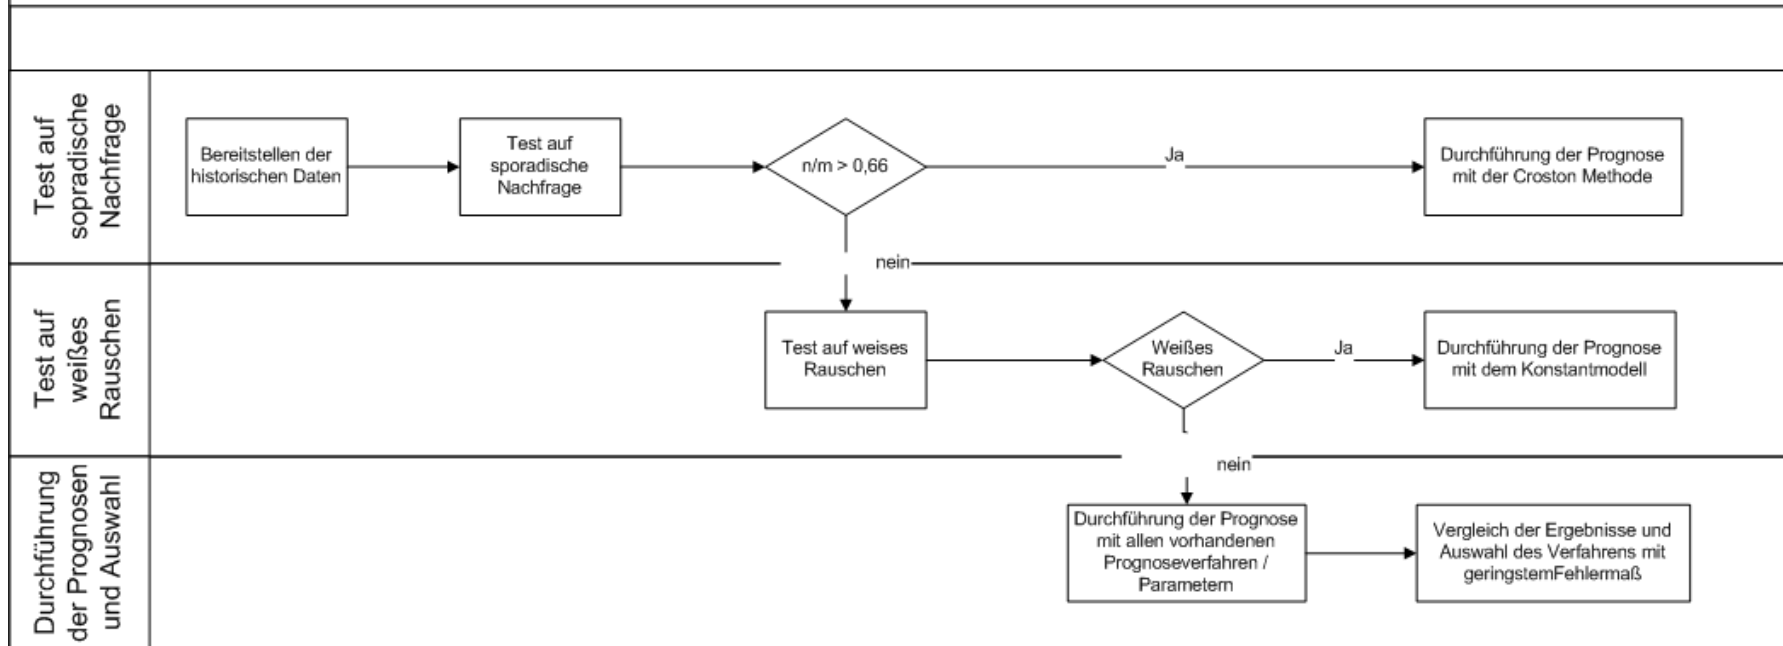 Test auf
sopradische
Nachfrage
Bereitstellen der
historischen Daten
Test auf
sporadische
Nachfrage
n/m > 0,66
Ja
Durchführung der Prognose
mit der Croston Methode
nein
Test auf
weißes
Rauschen
Test auf weises
Rauschen
Weißes
Rauschen
Ja
Durchführung der Prognose
mit dem Konstantmodell
nein
Durchführung
der Prognosen
und Auswahl
Durchführung der Prognose
mit allen vorhandenen
Prognoseverfahren /
Parametern
Vergleich der Ergebnisse und
Auswahl des Verfahrens mit
geringstemFehlermaß